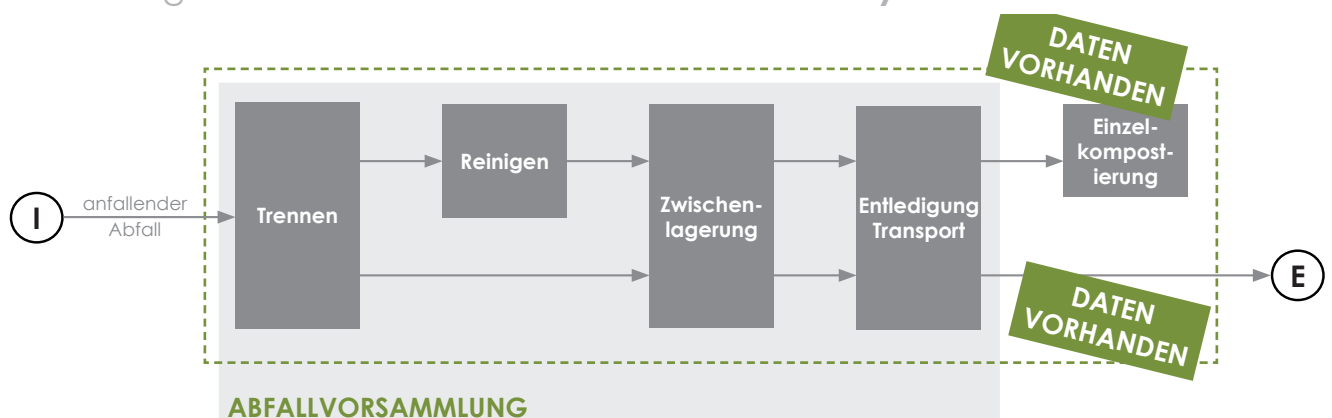 DATEN
VORHANDEN
Einzel-
kompost-
ierung
Reinigen
I
anfallender
Abfall
Trennen
Zwischen-
lagerung
Entledigung
Transport
E
DATEN
VORHANDEN
ABFALLVORSAMMLUNG